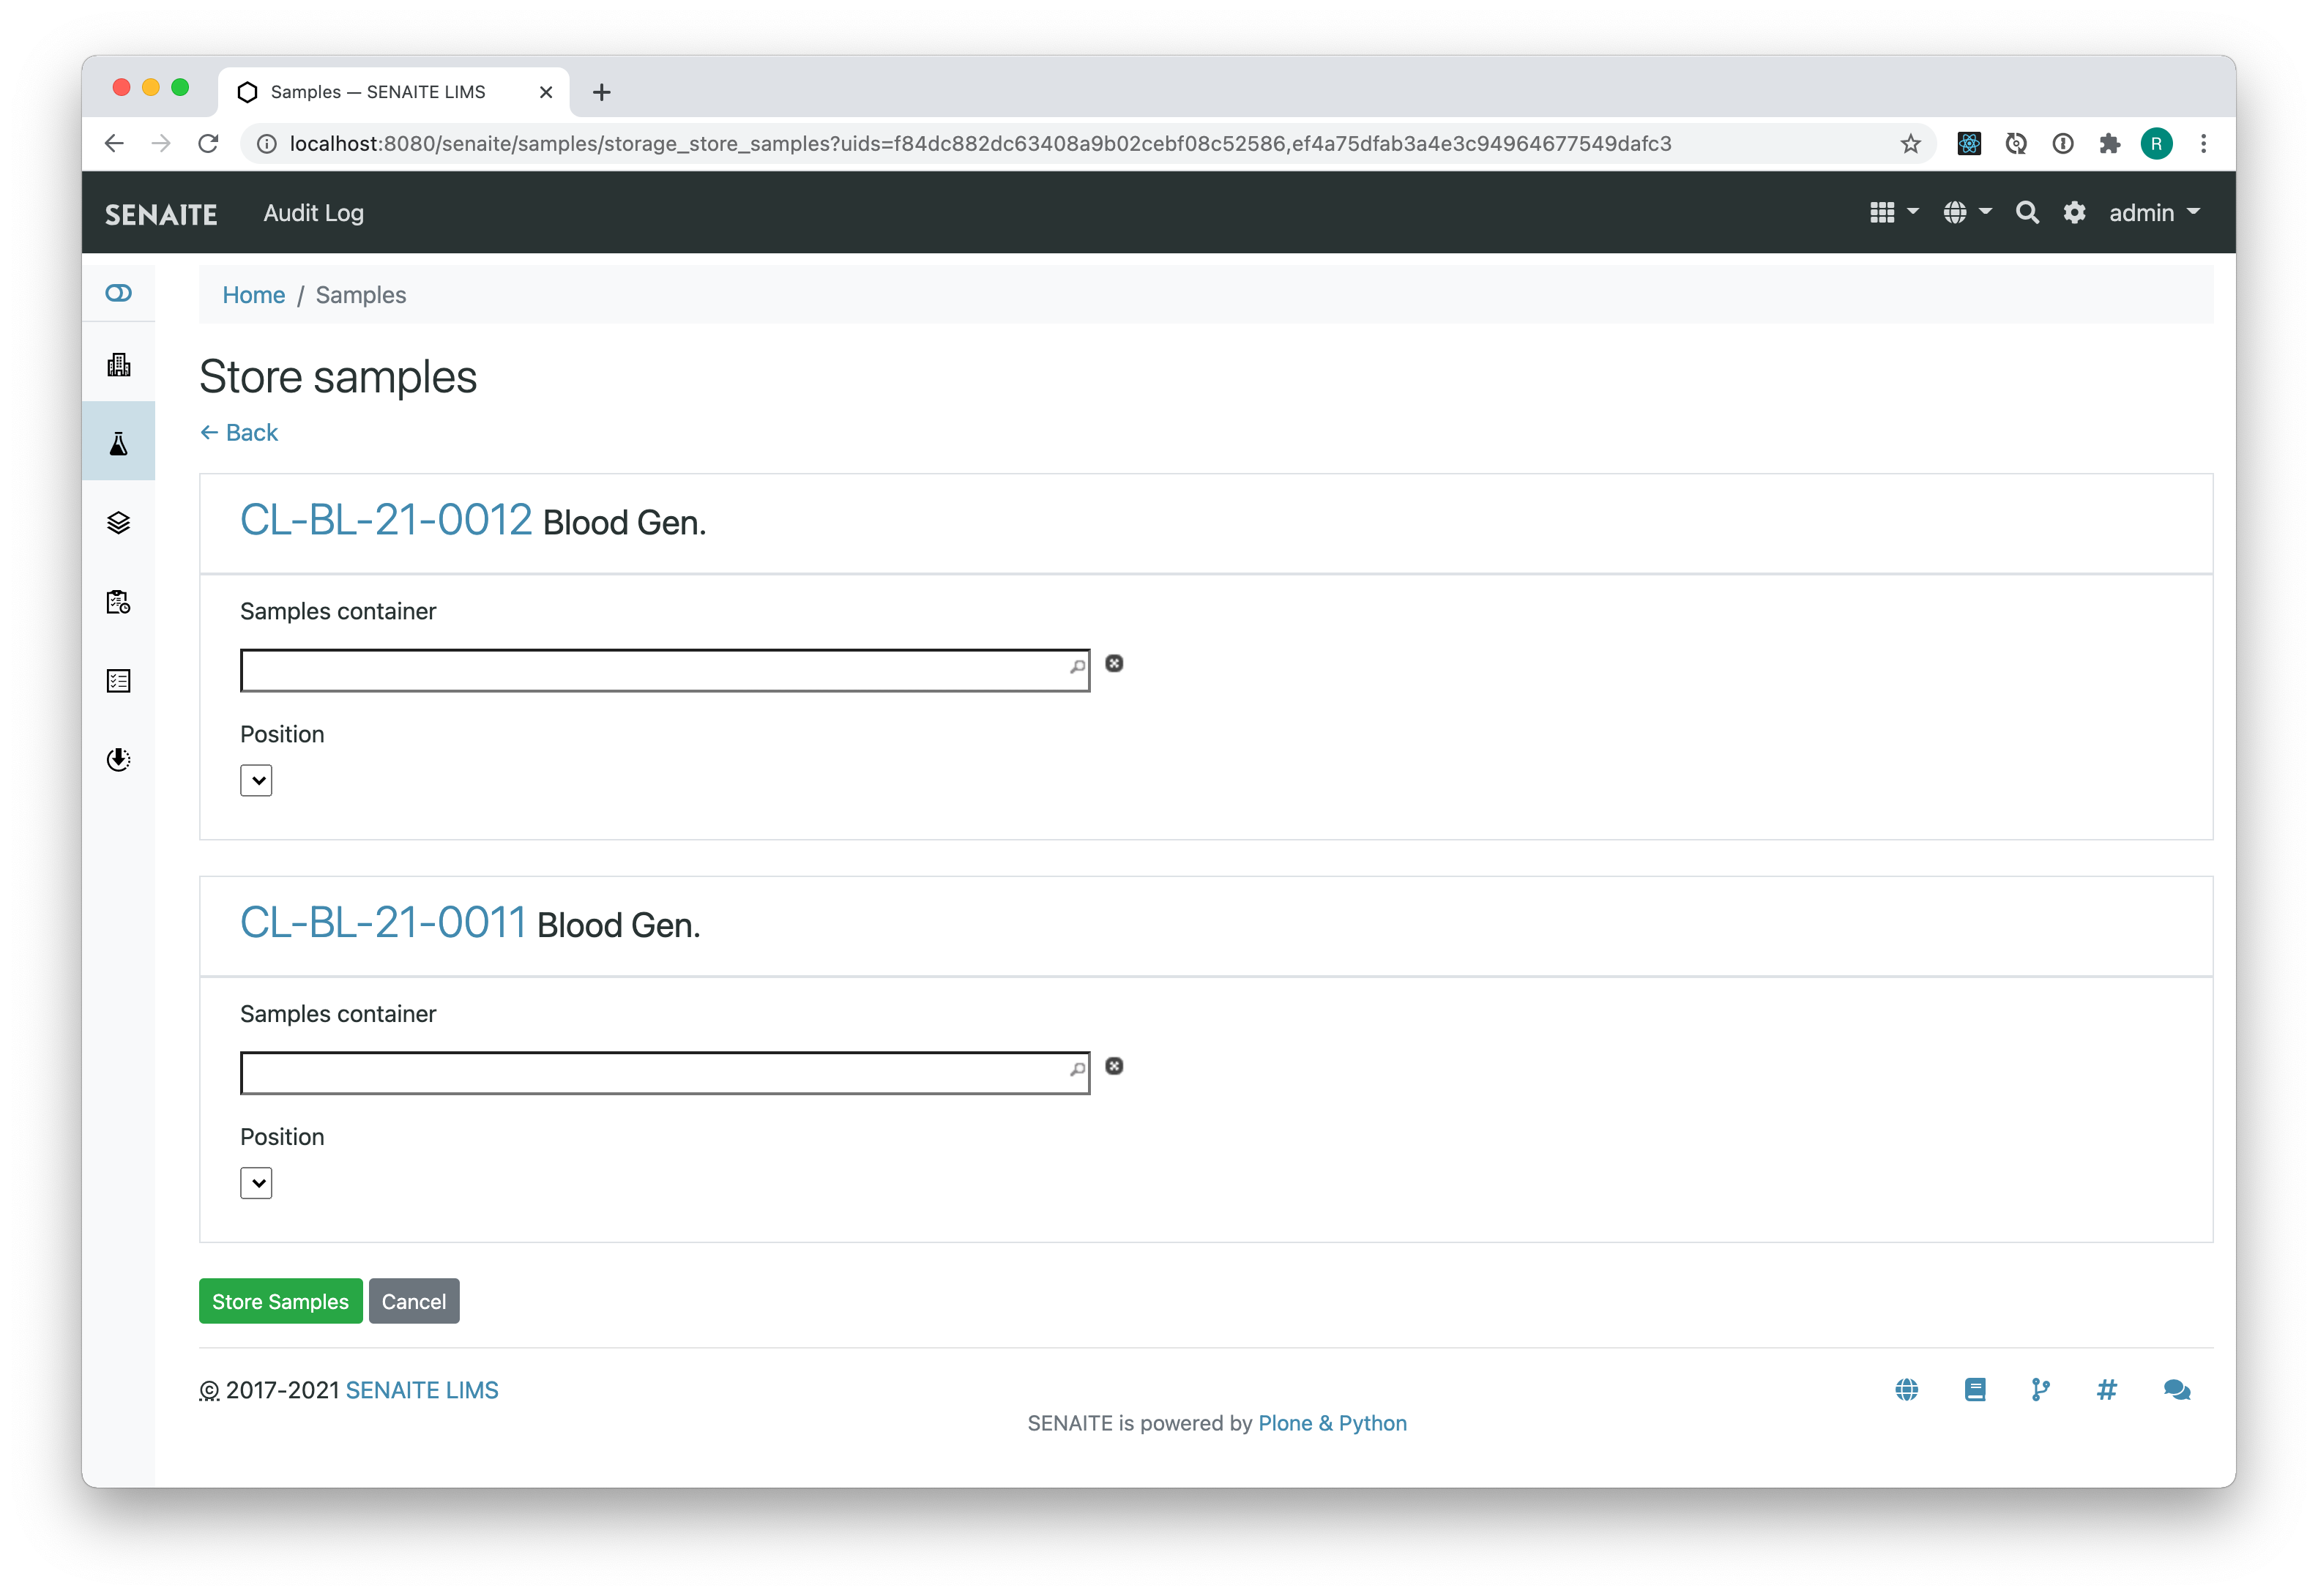 Samples — SENAITE LIMS
localhost:8080/senaite/samples/storage_store_samples?uids=f84dc882dc63408a9b02cebf08c52586,ef4a75dfab3a4e3c94964677549dafc3
R
SENAITE Audit Log
admin
Home / Samples
Store samples
← Back
CL-BL-21-0012 Blood Gen.
Samples container
Position
CL-BL-21-0011 Blood Gen.
Samples container
Position
Store Samples Cancel
© 2017-2021 SENAITE LIMS
SENAITE is powered by Plone & Python